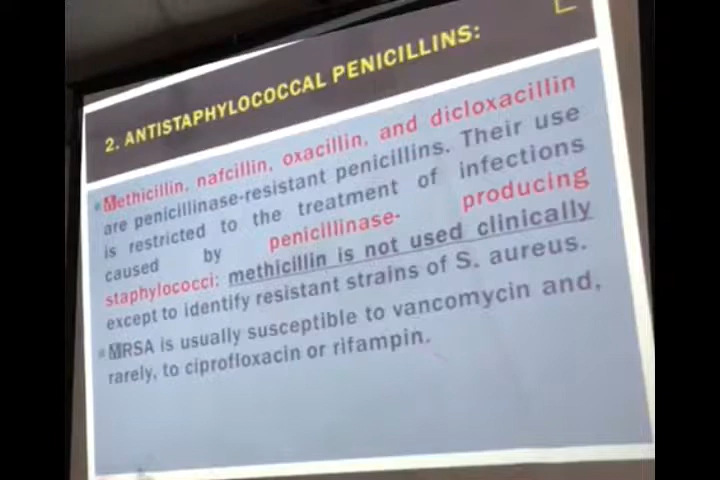 2. ANTISTAPHYLOCOCCAL PENICILLINS:
Methicillin, nafcillin, oxacillin, and dicloxacillin
are penicillinase-resistant penicillins. Their use
is restricted to the treatment of infections
caused by penicillinase- producing
staphylococci: methicillin is not used clinically
except to identify resistant strains of S. aureus.
MRSA is usually susceptible to vancomycin and,
rarely, to ciprofloxacin or rifampin.